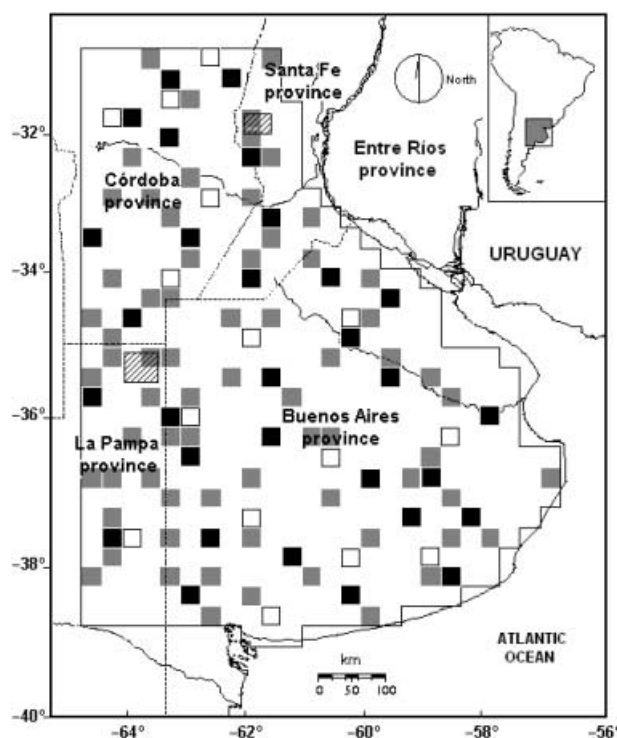 Santa Fe
province
North
−32°
Entre Ríos
province
Córdoba
province
URUGUAY
−34°
−36°
Buenos Aires
province
La Pampa
province
−38°
ATLANTIC
OCEAN
km
0 50 100
−40°
−64° −62° −60° −58° −56°